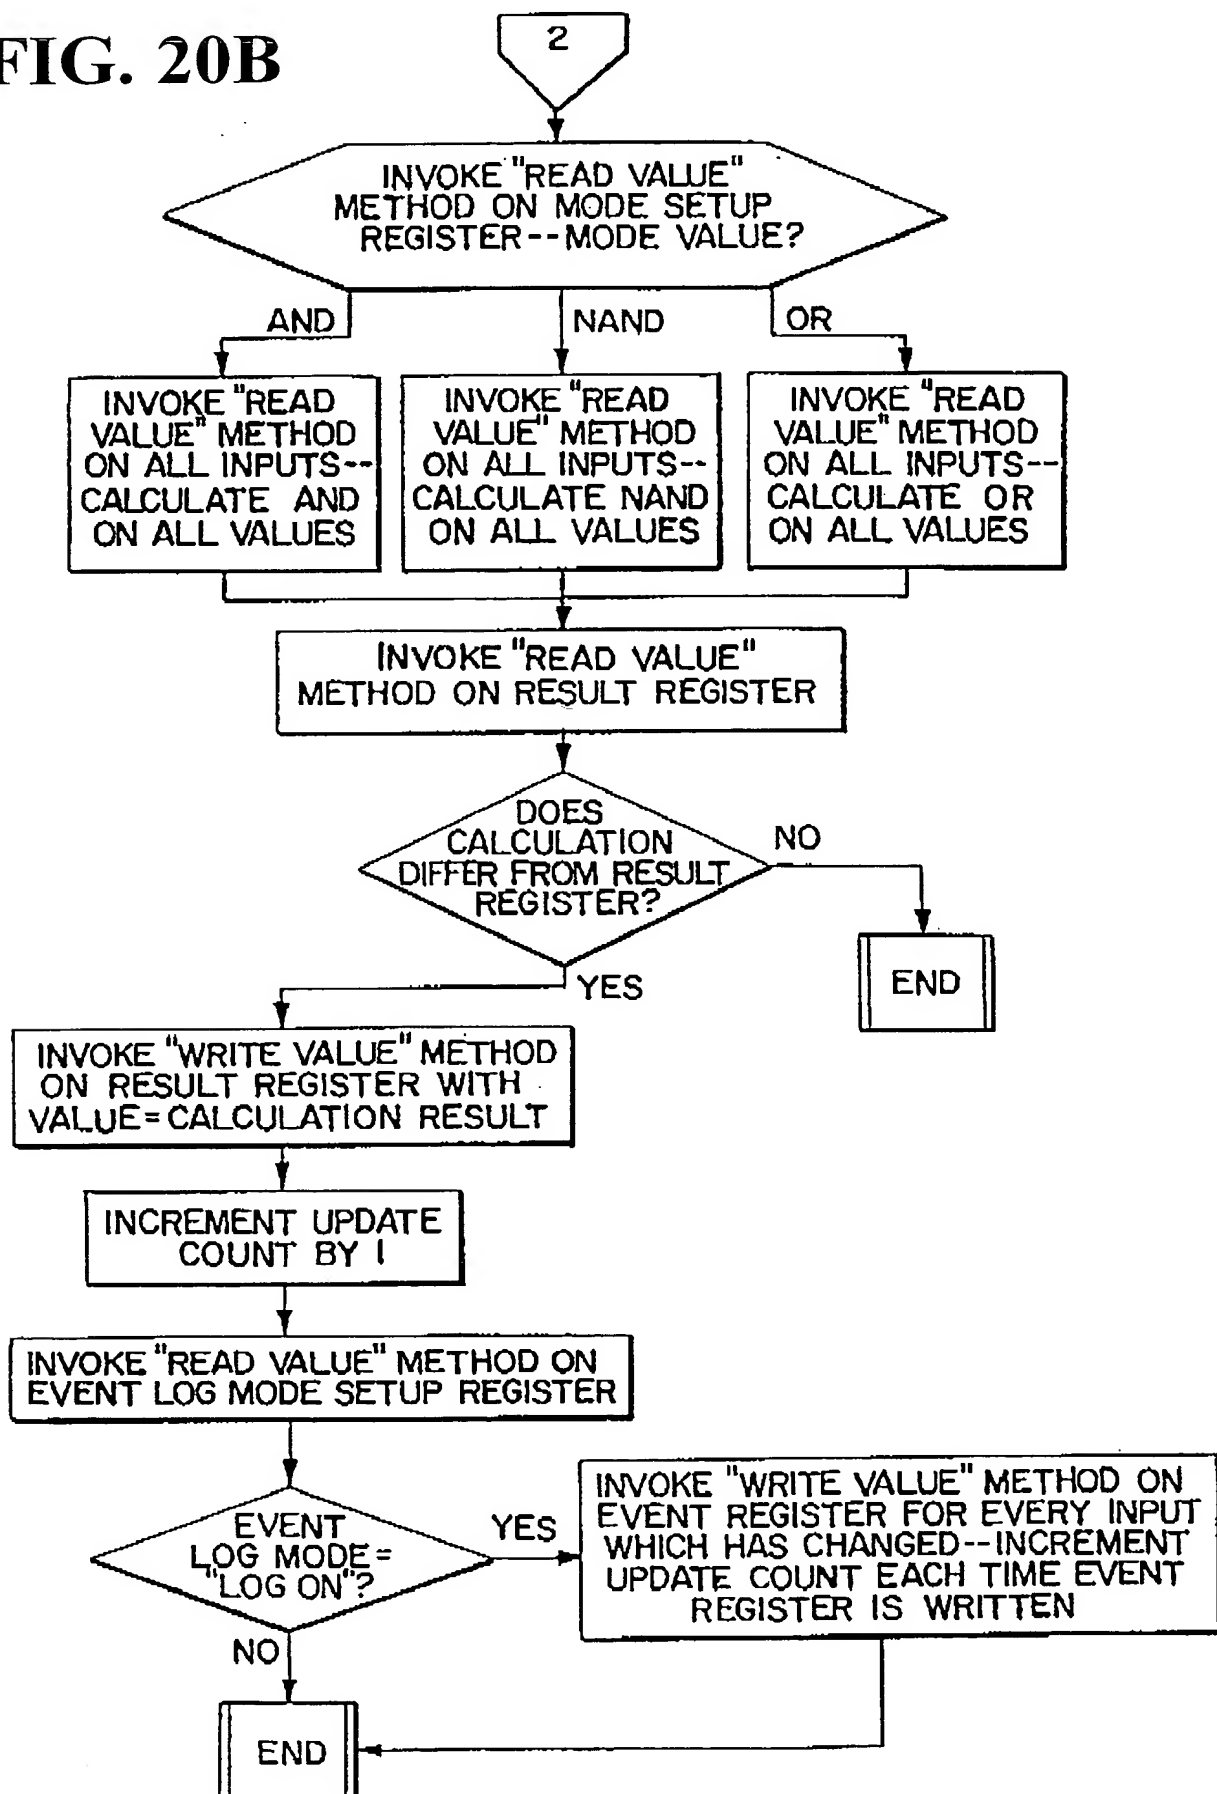 FIG. 20B
2
INVOKE "READ VALUE"
METHOD ON MODE SETUP
REGISTER--MODE VALUE?
AND
NAND
OR
INVOKE "READ
VALUE" METHOD
ON ALL INPUTS--
CALCULATE AND
ON ALL VALUES
INVOKE "READ
VALUE" METHOD
ON ALL INPUTS--
CALCULATE NAND
ON ALL VALUES
INVOKE "READ
VALUE" METHOD
ON ALL INPUTS--
CALCULATE OR
ON ALL VALUES
INVOKE "READ VALUE"
METHOD ON RESULT REGISTER
DOES
CALCULATION
DIFFER FROM RESULT
REGISTER?
NO
END
YES
INVOKE "WRITE VALUE" METHOD
ON RESULT REGISTER WITH
VALUE=CALCULATION RESULT
INCREMENT UPDATE
COUNT BY 1
INVOKE "READ VALUE" METHOD ON
EVENT LOG MODE SETUP REGISTER
EVENT
LOG MODE=
"LOG ON"?
YES
INVOKE "WRITE VALUE" METHOD ON
EVENT REGISTER FOR EVERY INPUT
WHICH HAS CHANGED--INCREMENT
UPDATE COUNT EACH TIME EVENT
REGISTER IS WRITTEN
NO
END